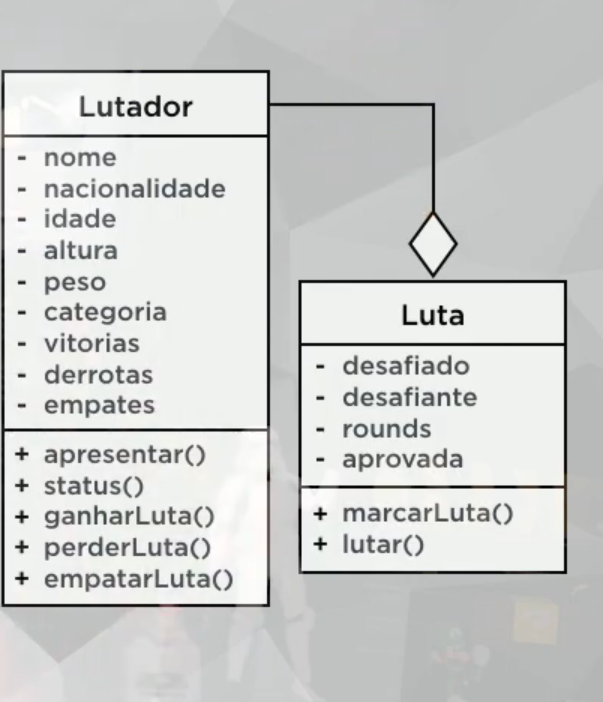 Lutador
- nome
- nacionalidade
- idade
- altura
- peso
- categoria
- vitorias
- derrotas
- empates
+ apresentar()
+ status()
+ ganharLuta()
+ perderLuta()
+ empatarLuta()
Luta
- desafiado
- desafiante
- rounds
- aprovada
+ marcarLuta()
+ lutar()